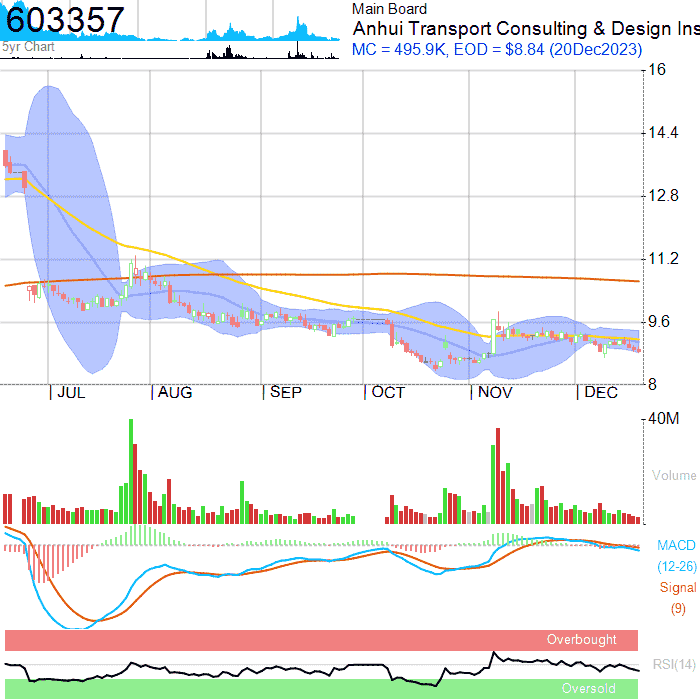 603357
5yr Chart
Main Board
Anhui Transport Consulting & Design Ins
MC = 495.9K, EOD = $8.84 (20Dec2023)
16
14.4
12.8
11.2
9.6
8
JUL
AUG
SEP
OCT
NOV
DEC
40M
Volume
MACD
(12-26)
Signal
(9)
Overbought
RSI(14)
Oversold